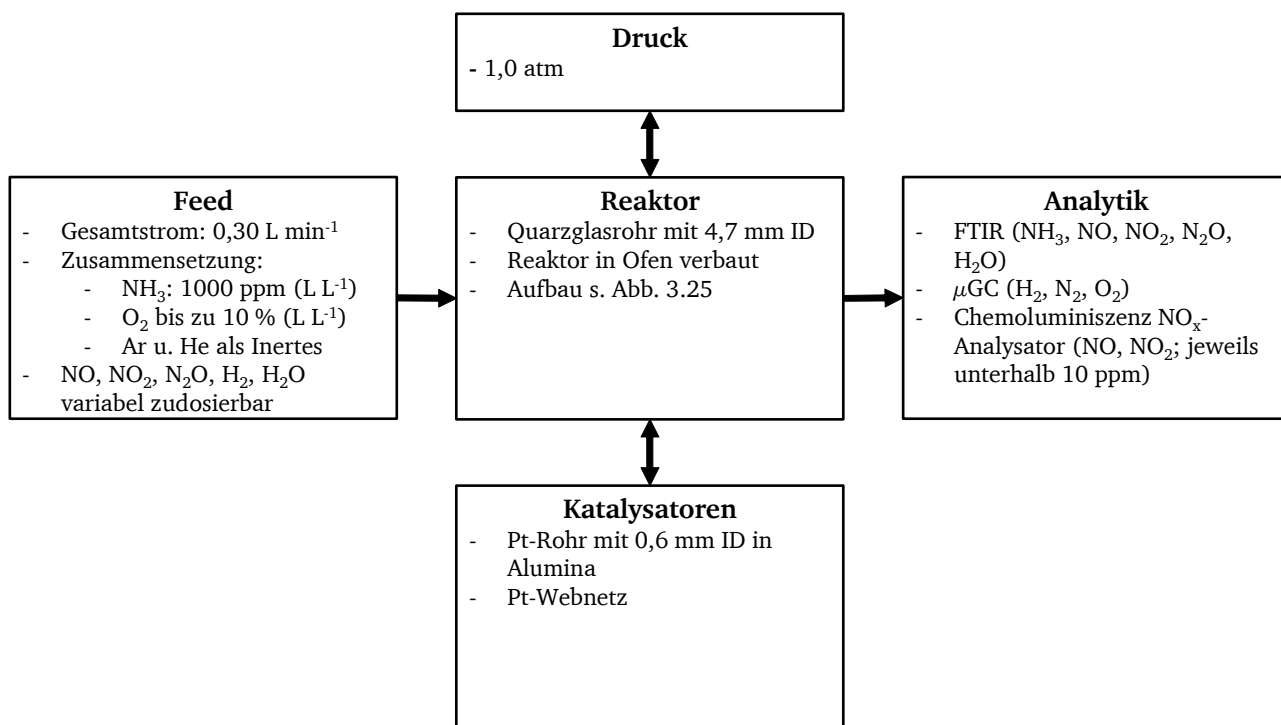 Druck
- 1,0 atm
Feed
- Gesamtstrom: 0,30 L min⁻¹
- Zusammensetzung:
- NH₃: 1000 ppm (L L⁻¹)
- O₂ bis zu 10 % (L L⁻¹)
- Ar u. He als Inertes
- NO, NO₂, N₂O, H₂, H₂O
variabel zudosierbar
Reaktor
- Quarzglasrohr mit 4,7 mm ID
- Reaktor in Ofen verbaut
- Aufbau s. Abb. 3.25
Analytik
- FTIR (NH₃, NO, NO₂, N₂O,
H₂O)
- μGC (H₂, N₂, O₂)
- Chemoluminiszenz NOₓ-
Analysator (NO, NO₂; jeweils
unterhalb 10 ppm)
Katalysatoren
- Pt-Rohr mit 0,6 mm ID in
Alumina
- Pt-Webnetz